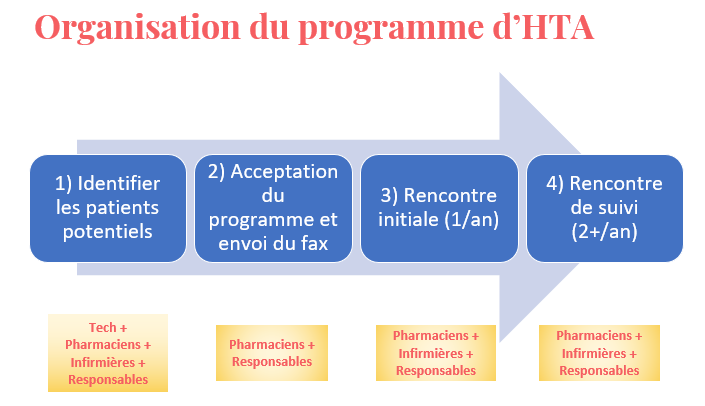 Organisation du programme d’HTA
1) Identifier
les patients
potentiels
2) Acceptation
du
programme et
envoi du fax
3) Rencontre
initiale (1/an)
4) Rencontre
de suivi
(2+/an)
Tech +
Pharmaciens +
Infirmières +
Responsables
Pharmaciens +
Responsables
Pharmaciens +
Infirmières +
Responsables
Pharmaciens +
Infirmières +
Responsables